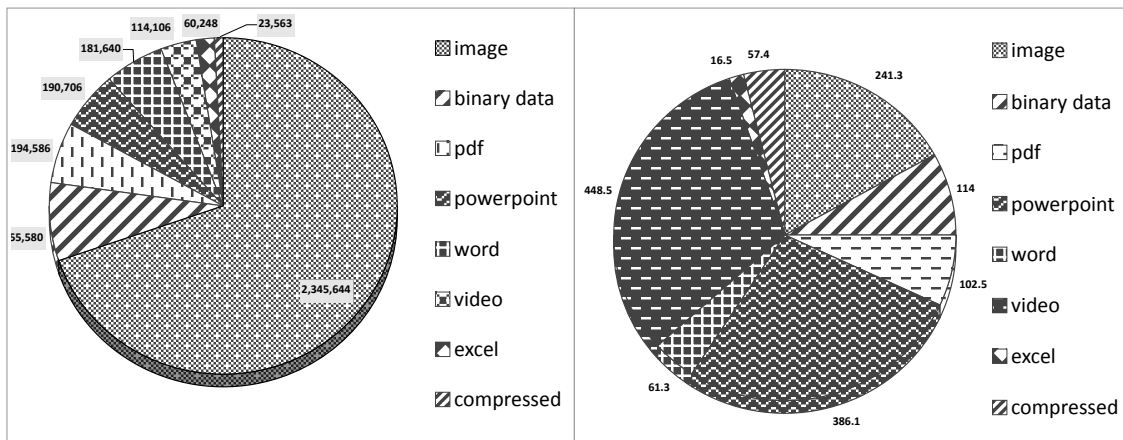 114,106
60,248
23,563
181,640
190,706
194,586
55,580
2,345,644
image
binary data
pdf
powerpoint
word
video
excel
compressed
16.5
57.4
241.3
114
448.5
102.5
61.3
386.1
image
binary data
pdf
powerpoint
word
video
excel
compressed